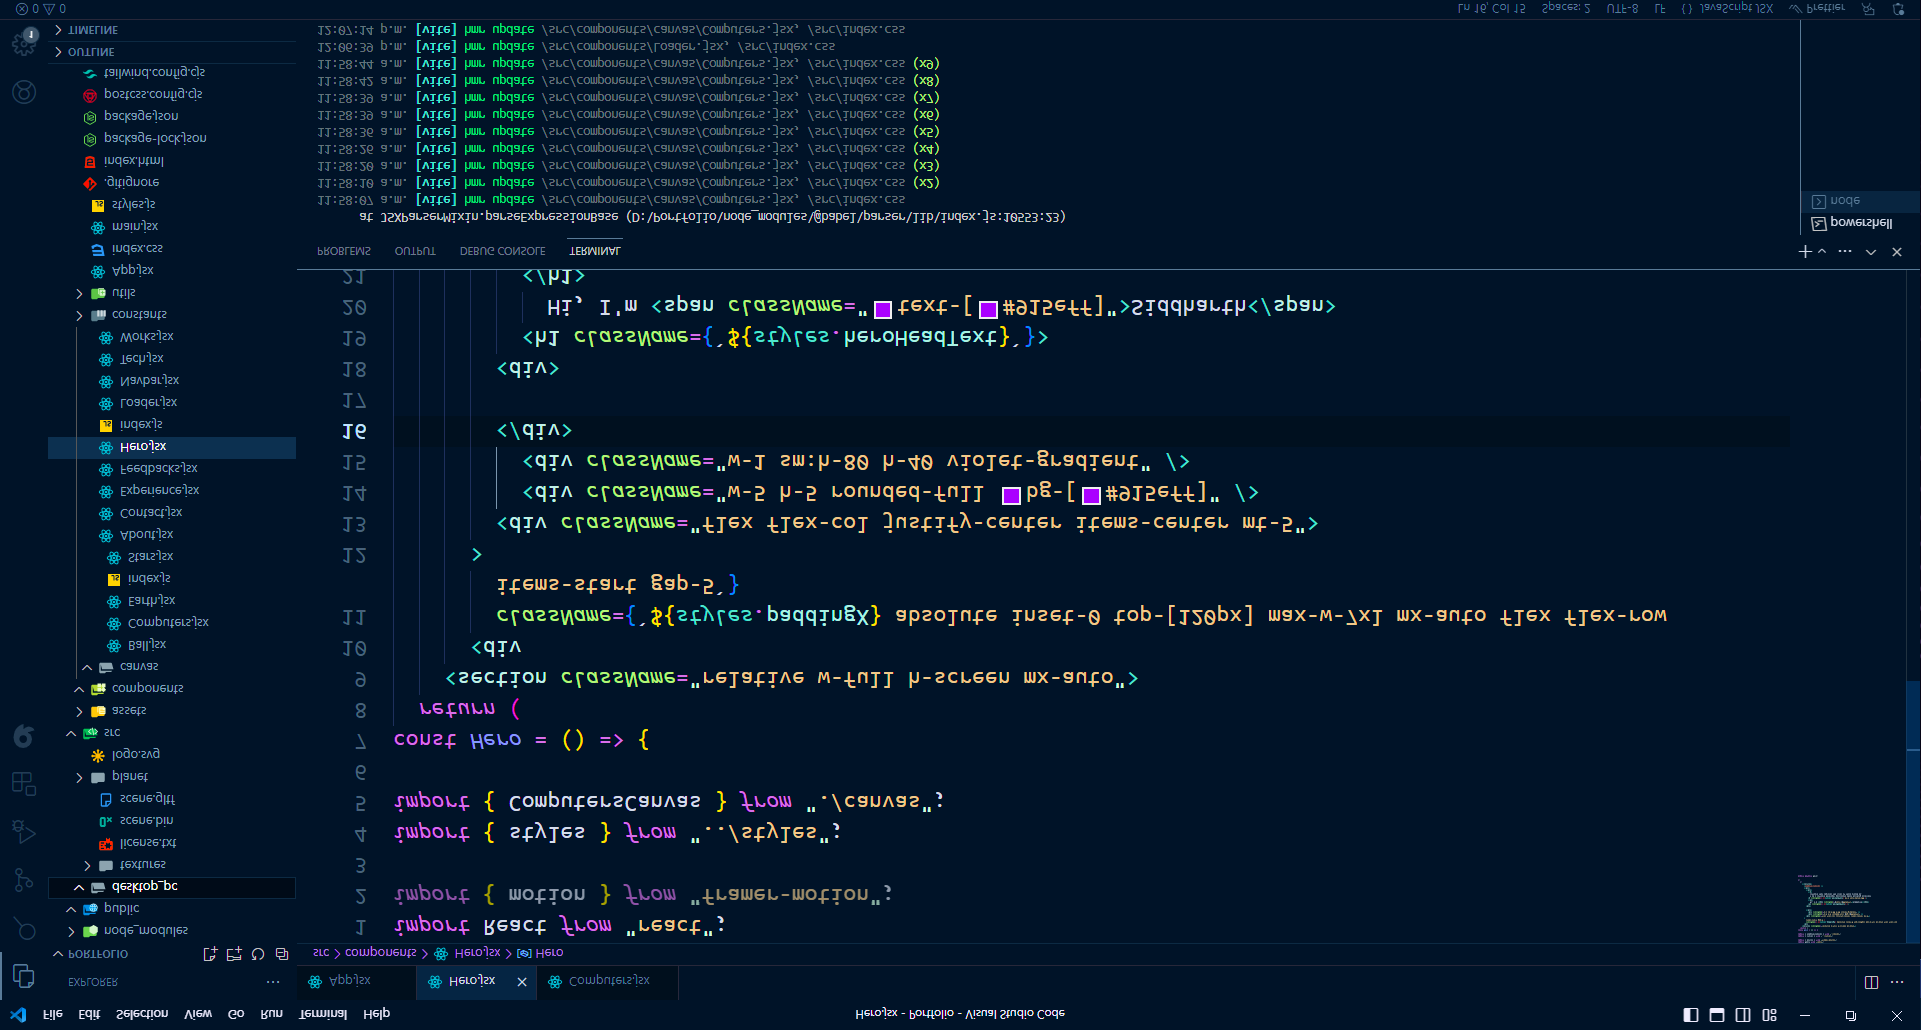 File Edit Selection View Go Run Terminal Help
Hero.jsx - Portfolio - Visual Studio Code
EXPLORER
PORTFOLIO
node_modules
public
desktop_pc
textures
license.txt
scene.bin
scene.gltf
planet
logo.svg
src
assets
components
canvas
Ball.jsx
Computers.jsx
Earth.jsx
index.js
Stars.jsx
About.jsx
Contact.jsx
Experience.jsx
Feedbacks.jsx
Hero.jsx
index.js
Loader.jsx
Navbar.jsx
Tech.jsx
Works.jsx
constants
utils
App.jsx
index.css
main.jsx
styles.js
.gitignore
index.html
package-lock.json
package.json
postcss.config.cjs
tailwind.config.cjs
OUTLINE
TIMELINE
1
App.jsx
Hero.jsx
Computers.jsx
src > components > Hero.jsx > Hero
1 import React from "react";
2 import { motion } from "framer-motion";
3
4 import { styles } from "../styles";
5 import { ComputersCanvas } from "./canvas";
6
7 const Hero = () => {
8 return (
9 <section className="relative w-full h-screen mx-auto">
10 <div
11 className={`${styles.paddingX} absolute inset-0 top-[120px] max-w-7xl mx-auto flex flex-row
items-start gap-5`}
12 >
13 <div className="flex flex-col justify-center items-center mt-5">
14 <div className="w-5 h-5 rounded-full bg-[#915eff]" />
15 <div className="w-1 sm:h-80 h-40 violet-gradient" />
16 </div>
17
18 <div>
19 <h1 className={`${styles.heroHeadText}`}>
20 Hi, I'm <span className="text-[#915eff]">Siddharth</span>
21 </h1>
PROBLEMS OUTPUT DEBUG CONSOLE TERMINAL
at JSXParserMixin.parseExpressionBase (D:\Portfolio\node_modules\@babel\parser\lib\index.js:10553:23)
11:58:07 a.m. [vite] hmr update /src/components/canvas/Computers.jsx, /src/index.css
11:58:10 a.m. [vite] hmr update /src/components/canvas/Computers.jsx, /src/index.css (x2)
11:58:20 a.m. [vite] hmr update /src/components/canvas/Computers.jsx, /src/index.css (x3)
11:58:26 a.m. [vite] hmr update /src/components/canvas/Computers.jsx, /src/index.css (x4)
11:58:36 a.m. [vite] hmr update /src/components/canvas/Computers.jsx, /src/index.css (x5)
11:58:39 a.m. [vite] hmr update /src/components/canvas/Computers.jsx, /src/index.css (x6)
11:58:39 a.m. [vite] hmr update /src/components/canvas/Computers.jsx, /src/index.css (x7)
11:58:42 a.m. [vite] hmr update /src/components/canvas/Computers.jsx, /src/index.css (x8)
11:58:44 a.m. [vite] hmr update /src/components/canvas/Computers.jsx, /src/index.css (x9)
12:06:39 p.m. [vite] hmr update /src/components/Loader.jsx, /src/index.css
12:07:14 p.m. [vite] hmr update /src/components/canvas/Computers.jsx, /src/index.css
powershell
node
0 0
Ln 16, Col 15 Spaces: 2 UTF-8 LF {} JavaScript JSX Prettier